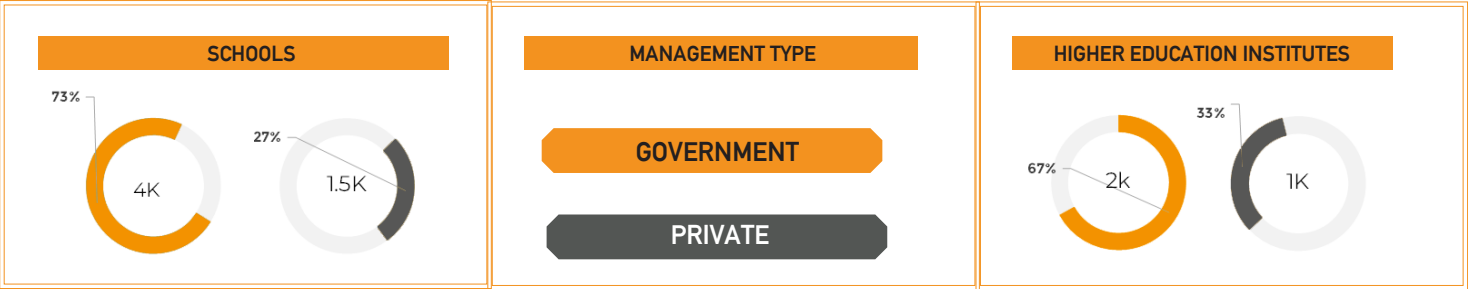 SCHOOLS
73%
4K
27%
1.5K
MANAGEMENT TYPE
GOVERNMENT
PRIVATE
HIGHER EDUCATION INSTITUTES
67%
2k
33%
1K